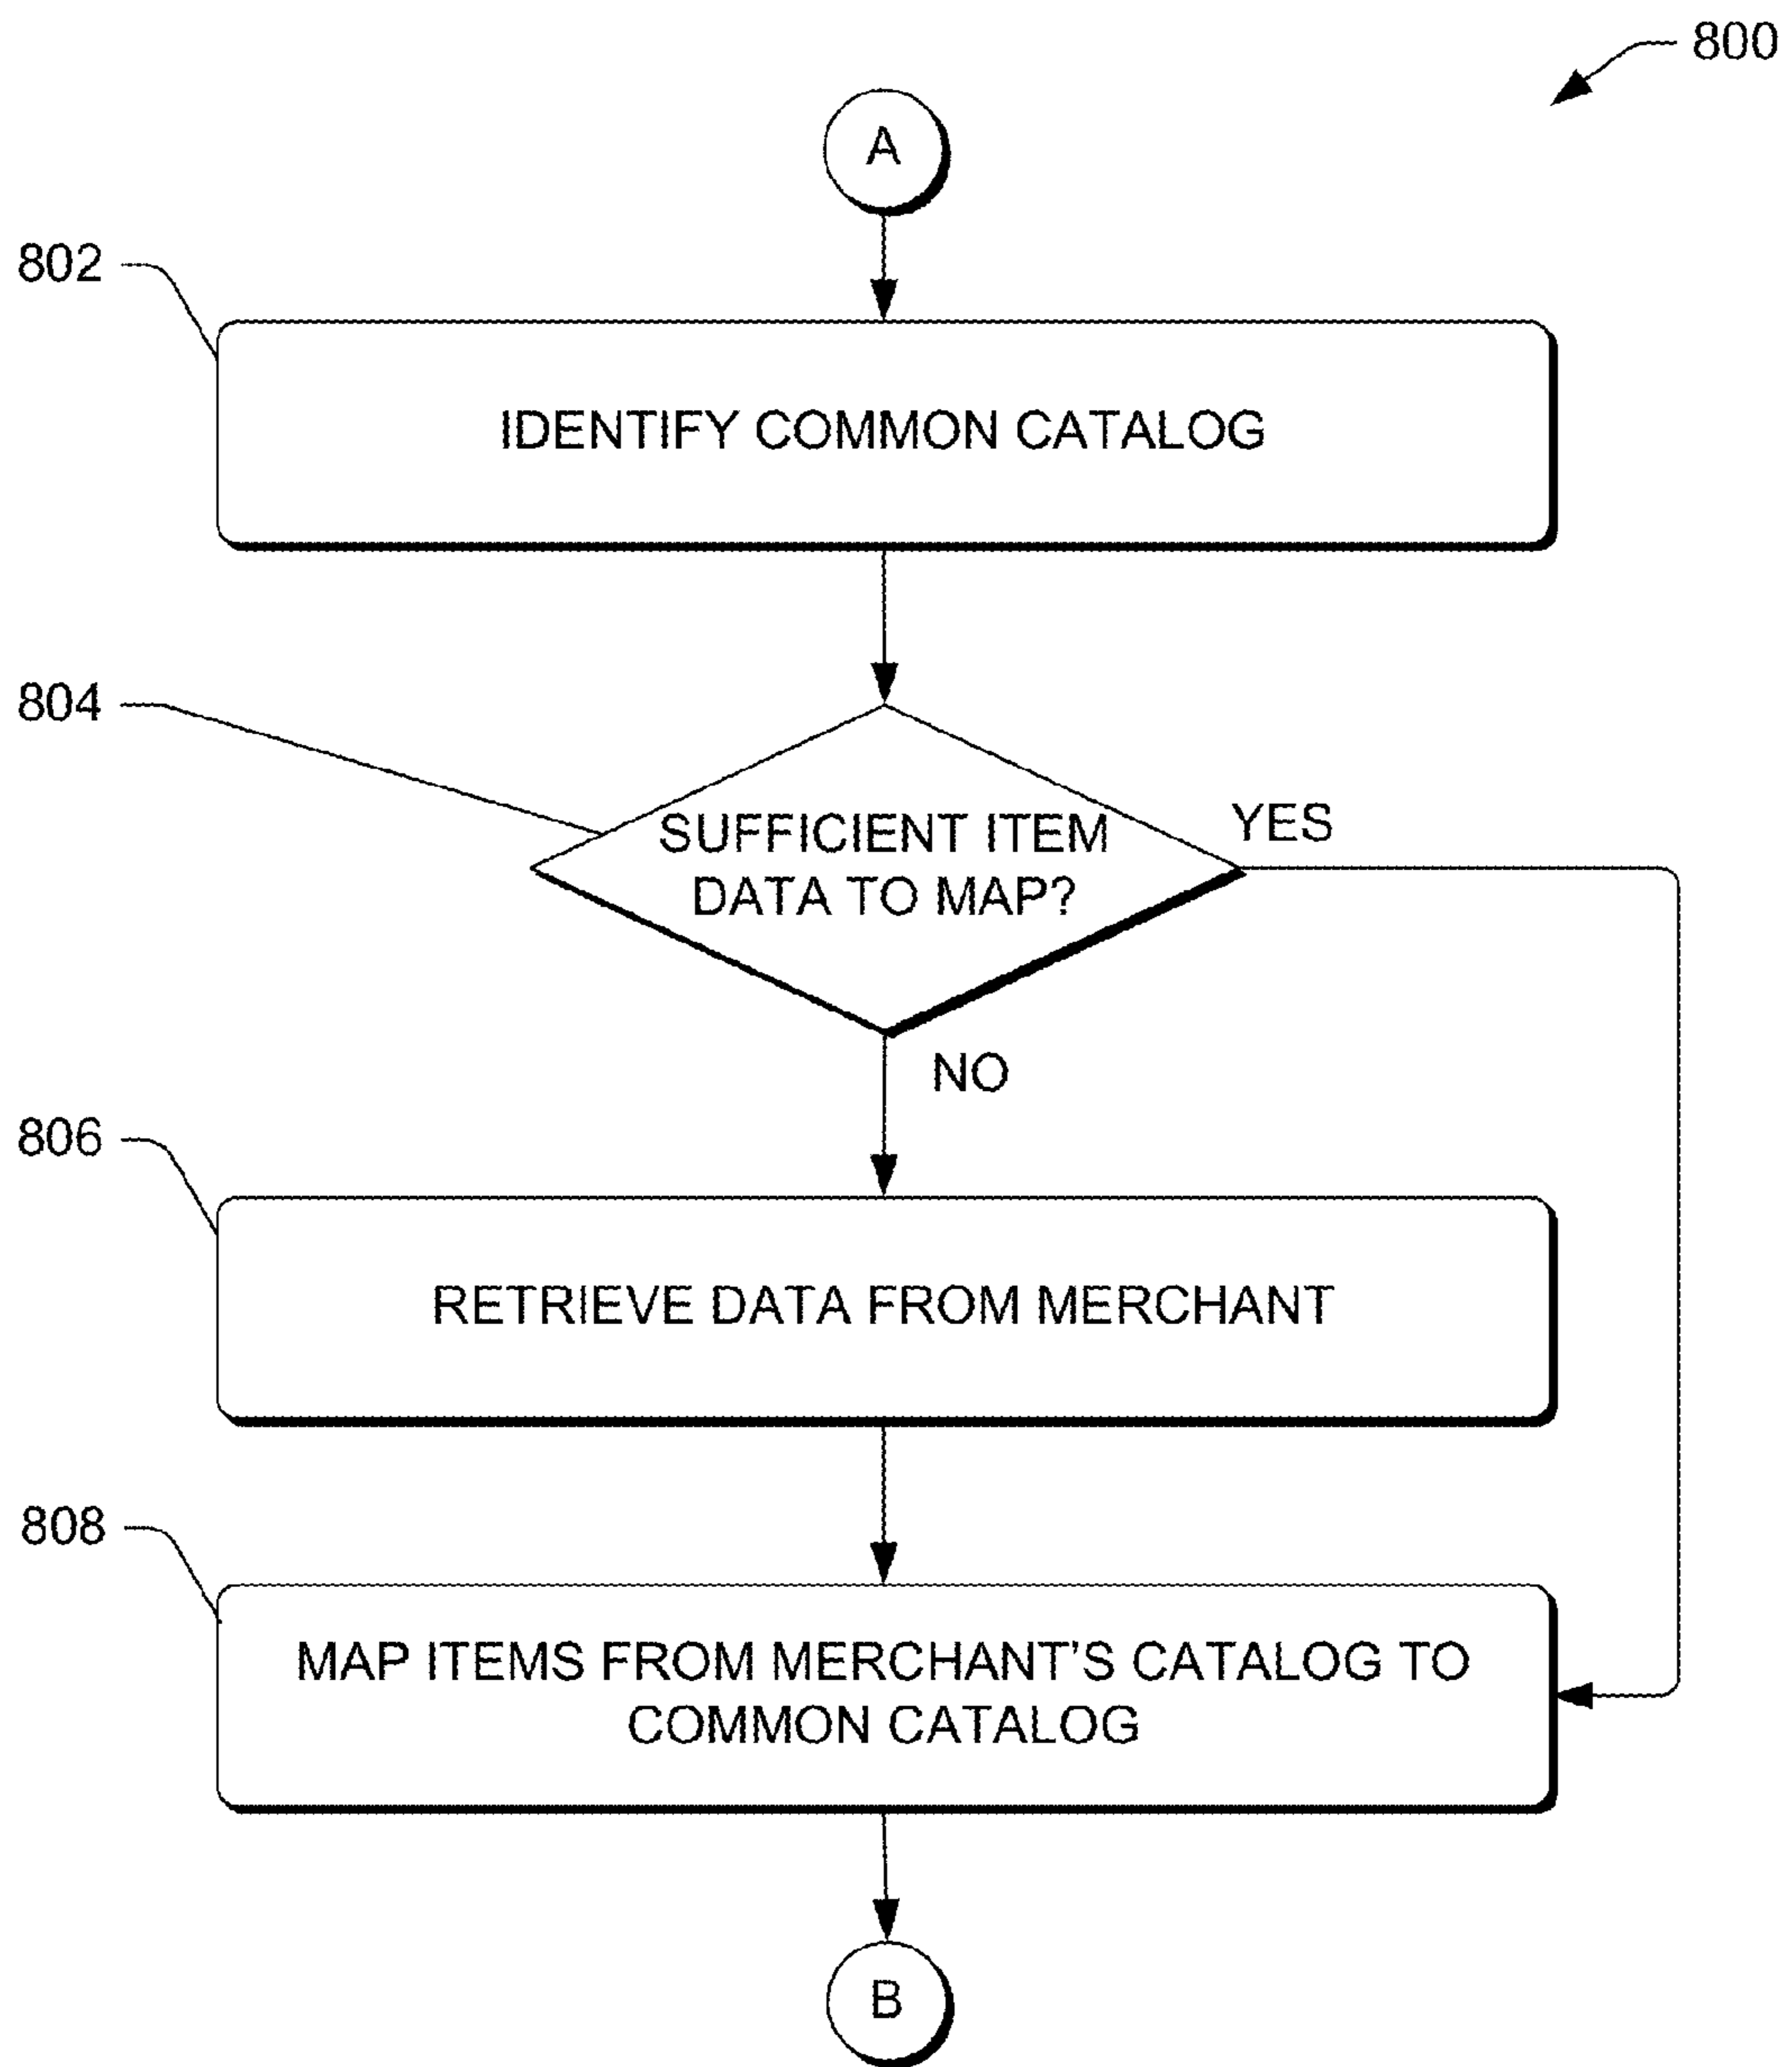 800
A
802
IDENTIFY COMMON CATALOG
804
SUFFICIENT ITEM
DATA TO MAP?
YES
NO
806
RETRIEVE DATA FROM MERCHANT
808
MAP ITEMS FROM MERCHANT'S CATALOG TO
COMMON CATALOG
B